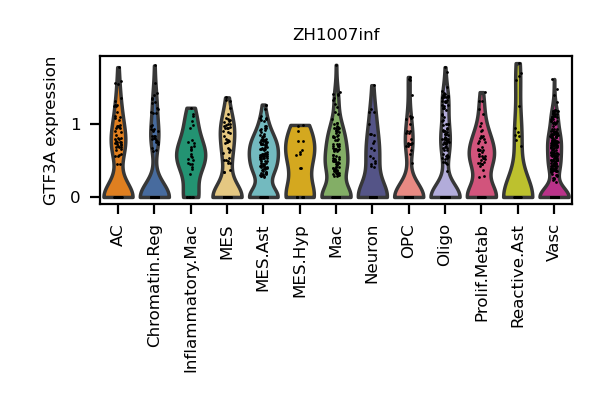 ZH1007inf
GTF3A expression
1
0
AC
Chromatin.Reg
Inflammatory.Mac
MES
MES.Ast
MES.Hyp
Mac
Neuron
OPC
Oligo
Prolif.Metab
Reactive.Ast
Vasc